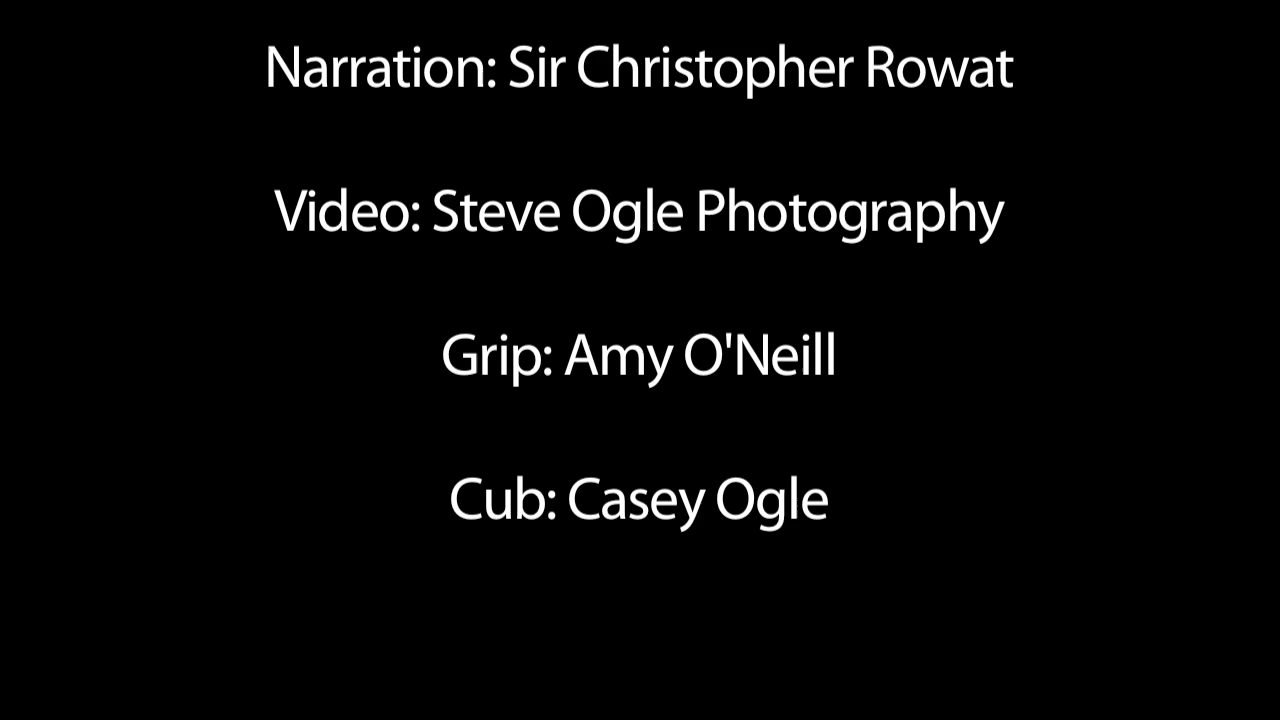 Narration: Sir Christopher Rowat
Video: Steve Ogle Photography
Grip: Amy O'Neill
Cub: Casey Ogle